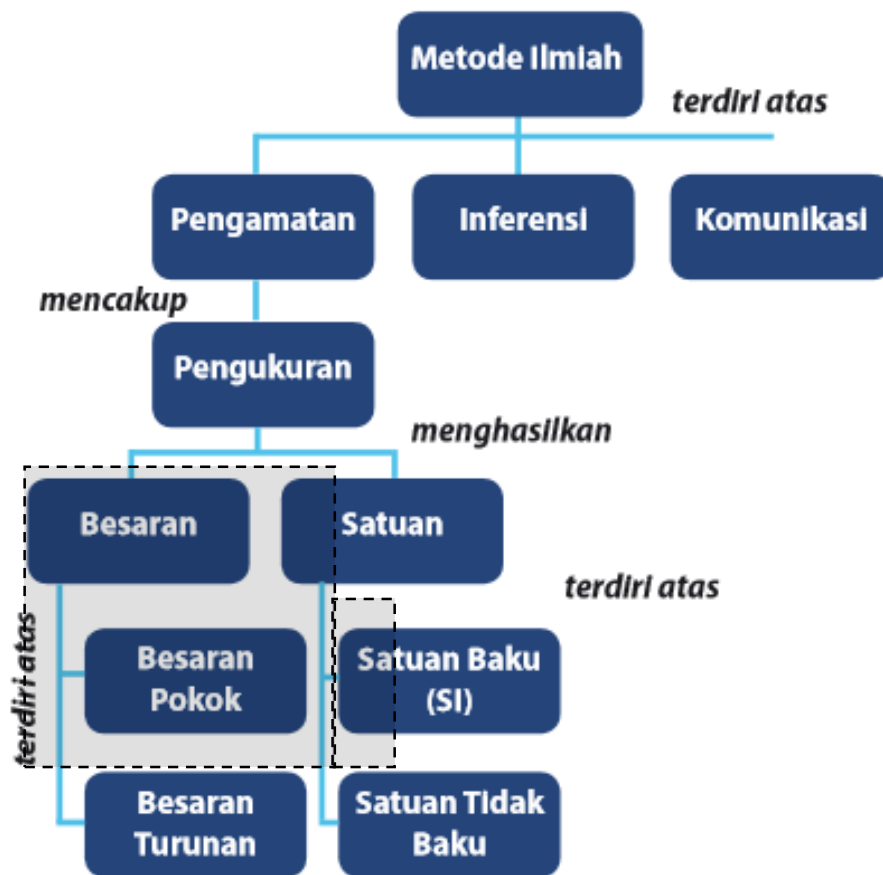 Metode Ilmiah
terdiri atas
Pengamatan
Inferensi
Komunikasi
mencakup
Pengukuran
menghasilkan
Besaran
Satuan
terdiri atas
terdiri atas
Besaran
Pokok
Satuan Baku
(SI)
Besaran
Turunan
Satuan Tidak
Baku